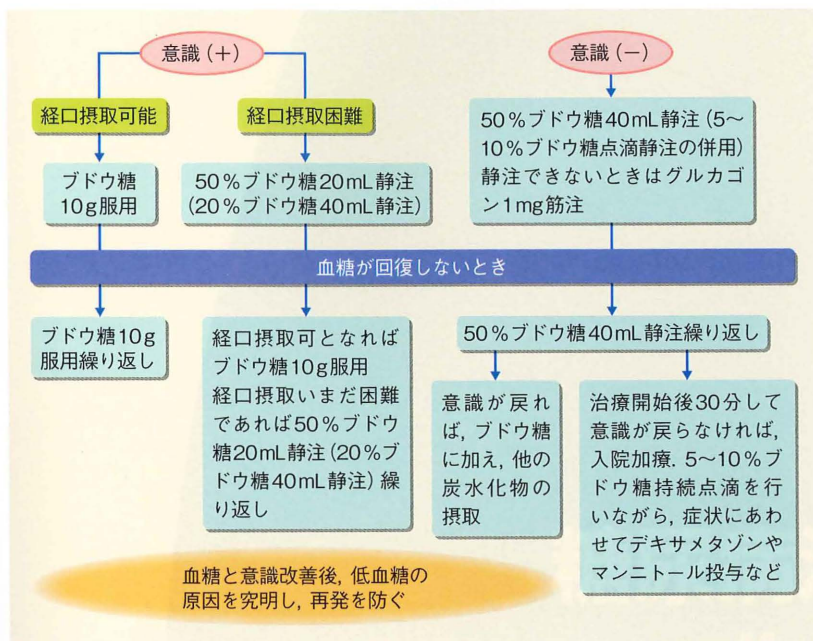 意識（＋）
経口摂取可能
ブドウ糖
10g服用
経口摂取困難
50％ブドウ糖20mL静注
(20％ブドウ糖40mL静注)
意識（－）
50％ブドウ糖40mL静注（5～
10％ブドウ糖点滴静注の併用）
静注できないときはグルカゴ
ン1mg筋注
血糖が回復しないとき
ブドウ糖10g
服用繰り返し
経口摂取可となれば
ブドウ糖10g服用
経口摂取いまだ困難
であれば50％ブドウ
糖20mL静注（20％ブ
ドウ糖40mL静注）繰
り返し
50％ブドウ糖40mL静注繰り返し
意識が戻れ
ば，ブドウ糖
に加え，他の
炭水化物の
摂取
治療開始後30分して
意識が戻らなければ，
入院加療．5～10％ブ
ドウ糖持続点滴を行
いながら，症状にあわ
せてデキサメタゾンや
マンニトール投与など
血糖と意識改善後，低血糖の
原因を究明し，再発を防ぐ